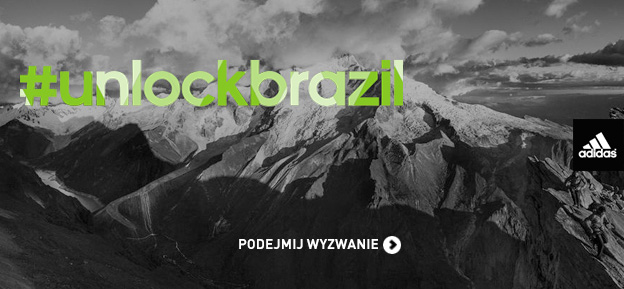 #unlockbrazil
adidas
PODEJMIJ WYZWANIE